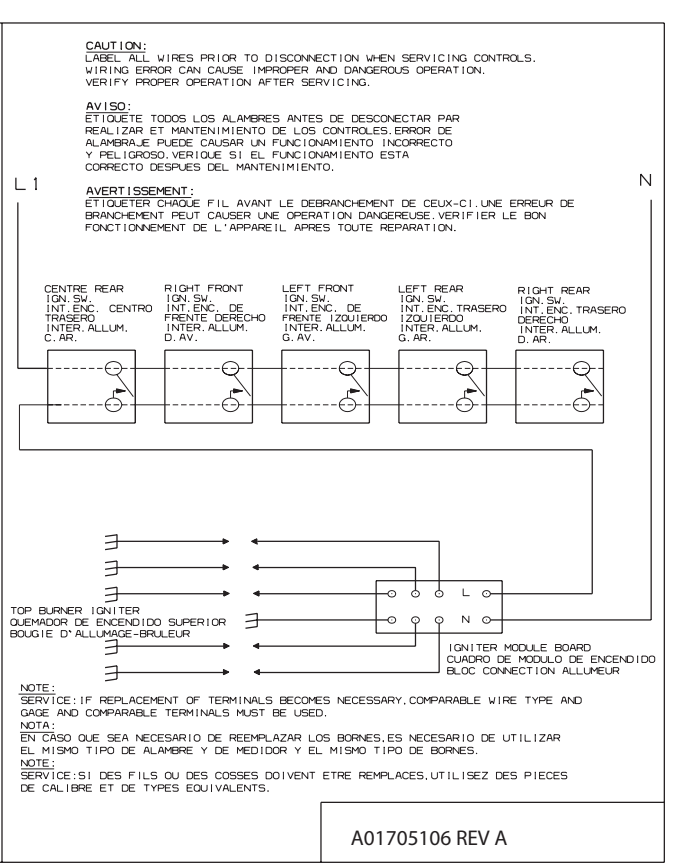 CAUTION:
LABEL ALL WIRES PRIOR TO DISCONNECTION WHEN SERVICING CONTROLS.
WIRING ERROR CAN CAUSE IMPROPER AND DANGEROUS OPERATION.
VERIFY PROPER OPERATION AFTER SERVICING.
AVISO:
ETIQUETE TODOS LOS ALAMBRES ANTES DE DESCONECTAR PAR
REALIZAR ET MANTENIMIENTO DE LOS CONTROLES.ERROR DE
ALAMBRAJE PUEDE CAUSAR UN FUNCIONAMIENTO INCORRECTO
Y PELIGROSO.VERIQUE SI EL FUNCIONAMIENTO ESTA
CORRECTO DESPUES DEL MANTENIMIENTO.
L1
N
AVERTISSEMENT:
ETIQUETER CHAQUE FIL AVANT LE DEBRANCHEMENT DE CEUX-CI.UNE ERREUR DE
BRANCHEMENT PEUT CAUSER UNE OPERATION DANGEREUSE.VERIFIER LE BON
FONCTIONNEMENT DE L'APPAREIL APRES TOUTE REPARATION.
CENTRE REAR
IGN.SW.
INT.ENC. CENTRO
TRASERO
INTER.ALLUM.
C.AR.
RIGHT FRONT
IGN.SW.
INT.ENC. DE
FRENTE DERECHO
INTER.ALLUM.
D.AV.
LEFT FRONT
IGN.SW.
INT.ENC. DE
FRENTE IZQUIERDO
INTER.ALLUM.
G.AV.
LEFT REAR
IGN.SW.
INT.ENC.TRASERO
IZQUIERDO
INTER.ALLUM.
G.AR.
RIGHT REAR
IGN.SW.
INT.ENC.TRASERO
DERECHO
INTER.ALLUM.
D.AR.
L
N
TOP BURNER IGNITER
QUEMADOR DE ENCENDIDO SUPERIOR
BOUGIE D'ALLUMAGE-BRULEUR
IGNITER MODULE BOARD
CUADRO DE MODULO DE ENCENDIDO
BLOC CONNECTION ALLUMEUR
NOTE:
SERVICE:IF REPLACEMENT OF TERMINALS BECOMES NECESSARY,COMPARABLE WIRE TYPE AND
GAGE AND COMPARABLE TERMINALS MUST BE USED.
NOTA:
EN CASO QUE SEA NECESARIO DE REEMPLAZAR LOS BORNES,ES NECESARIO DE UTILIZAR
EL MISMO TIPO DE ALAMBRE Y DE MEDIDOR Y EL MISMO TIPO DE BORNES.
NOTE:
SERVICE:SI DES FILS OU DES COSSES DOIVENT ETRE REMPLACES,UTILISEZ DES PIECES
DE CALIBRE ET DE TYPES EQUIVALENTS.
A01705106 REV A